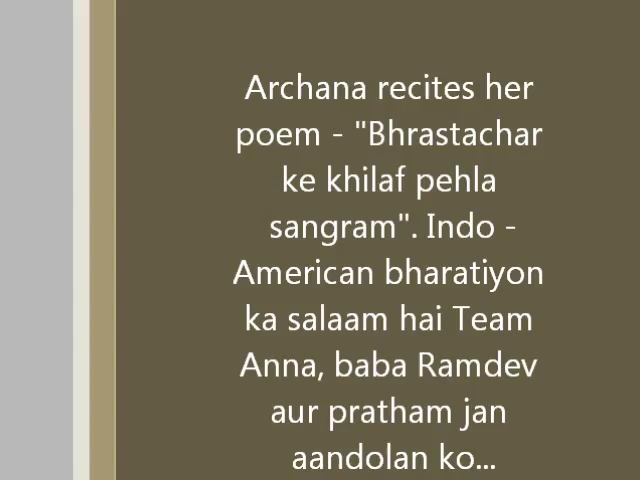 Archana recites her
poem - "Bhrastachar
ke khilaf pehla
sangram". Indo -
American bharatiyon
ka salaam hai Team
Anna, baba Ramdev
aur pratham jan
aandolan ko...